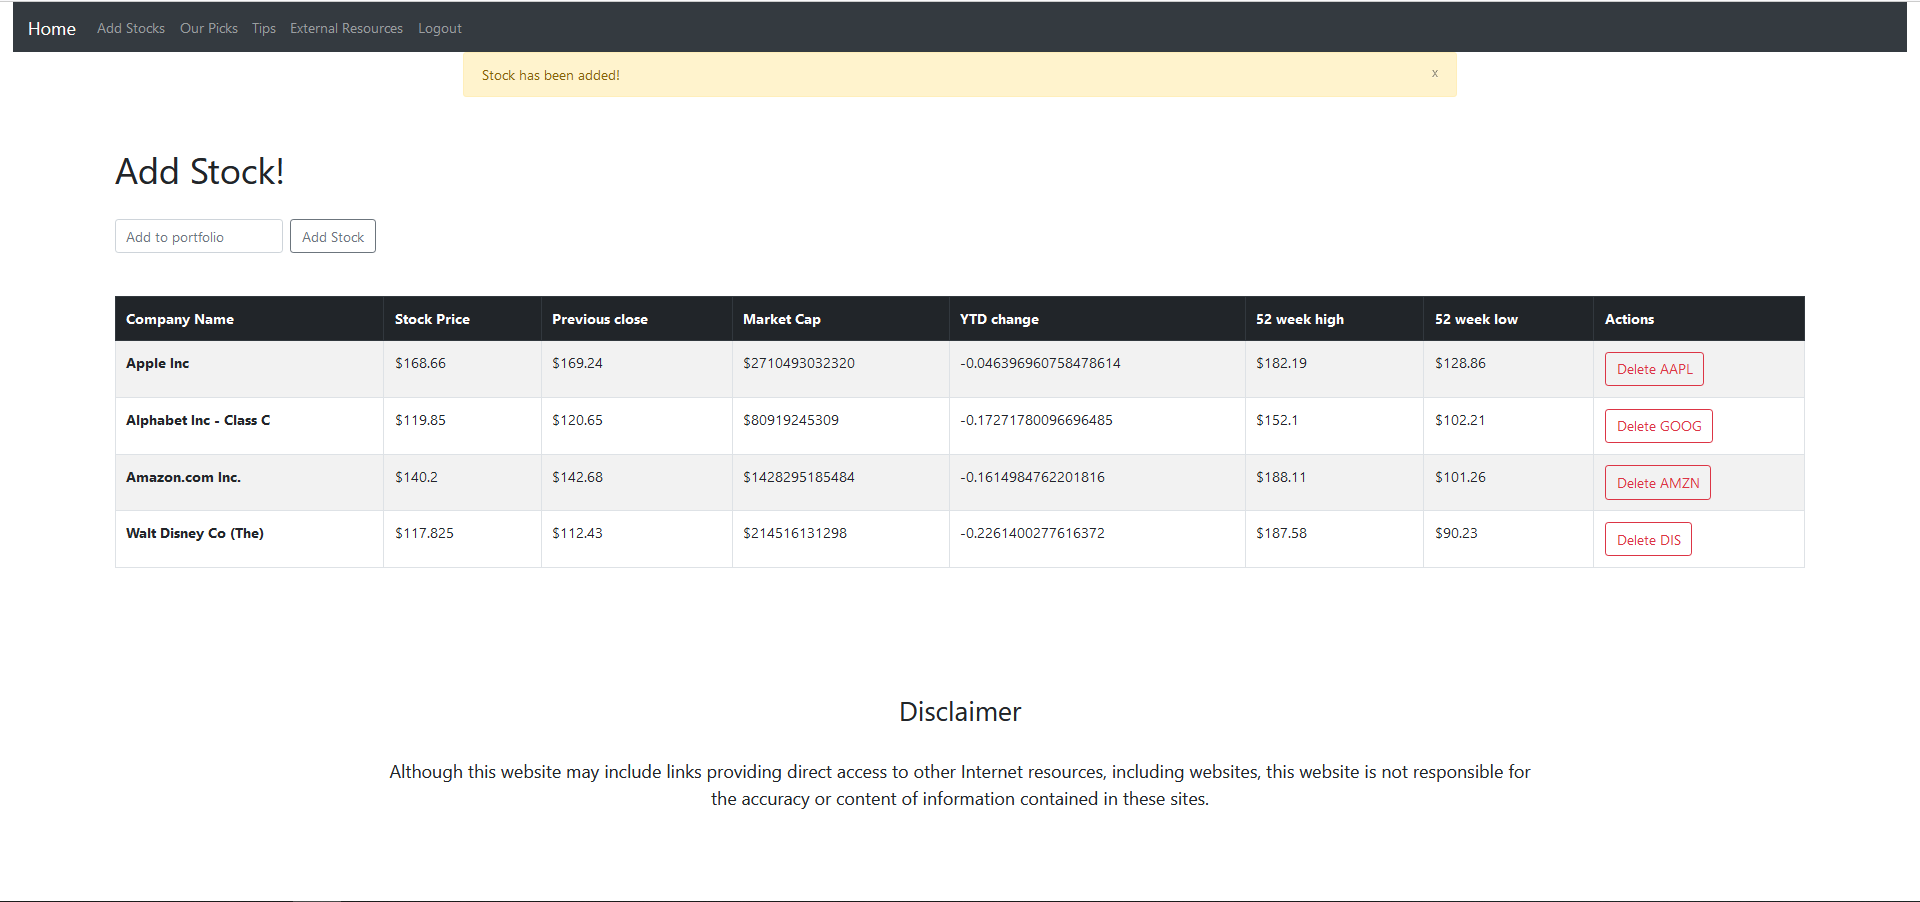 Home Add Stocks Our Picks Tips External Resources Logout
Stock has been added! x
Add Stock!
Add to portfolio Add Stock
Company Name Stock Price Previous close Market Cap YTD change 52 week high 52 week low Actions
Apple Inc $168.66 $169.24 $2710493032320 -0.046396960758478614 $182.19 $128.86 Delete AAPL
Alphabet Inc - Class C $119.85 $120.65 $80919245309 -0.17271780096696485 $152.1 $102.21 Delete GOOG
Amazon.com Inc. $140.2 $142.68 $1428295185484 -0.1614984762201816 $188.11 $101.26 Delete AMZN
Walt Disney Co (The) $117.825 $112.43 $214516131298 -0.2261400277616372 $187.58 $90.23 Delete DIS
Disclaimer
Although this website may include links providing direct access to other Internet resources, including websites, this website is not responsible for
the accuracy or content of information contained in these sites.